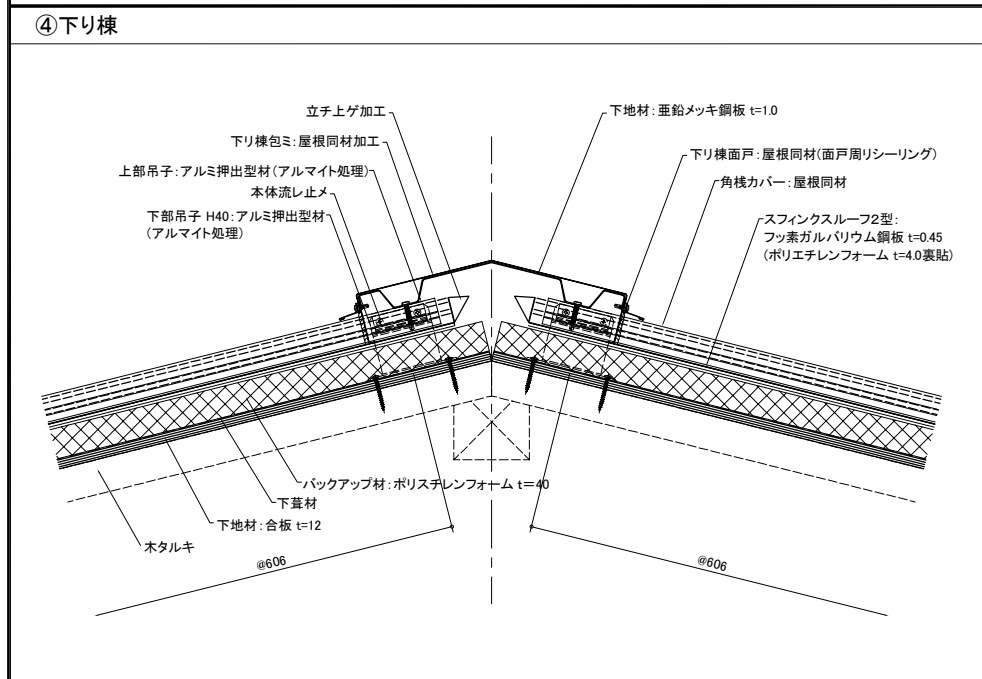 ④下り棟
立チ上ゲ加工
下リ棟包ミ:屋根同材加工
上部吊子:アルミ押出型材(アルマイト処理)
本体流レ止メ
下部吊子 H40:アルミ押出型材
(アルマイト処理)
下地材:亜鉛メッキ鋼板 t=1.0
下リ棟面戸:屋根同材(面戸周リシーリング)
角桟カバー:屋根同材
スフィンクスルーフ2型:
フッ素ガルバリウム鋼板 t=0.45
(ポリエチレンフォーム t=4.0裏貼)
バックアップ材:ポリスチレンフォーム t=40
下葺材
下地材:合板 t=12
木タルキ
@606
@606